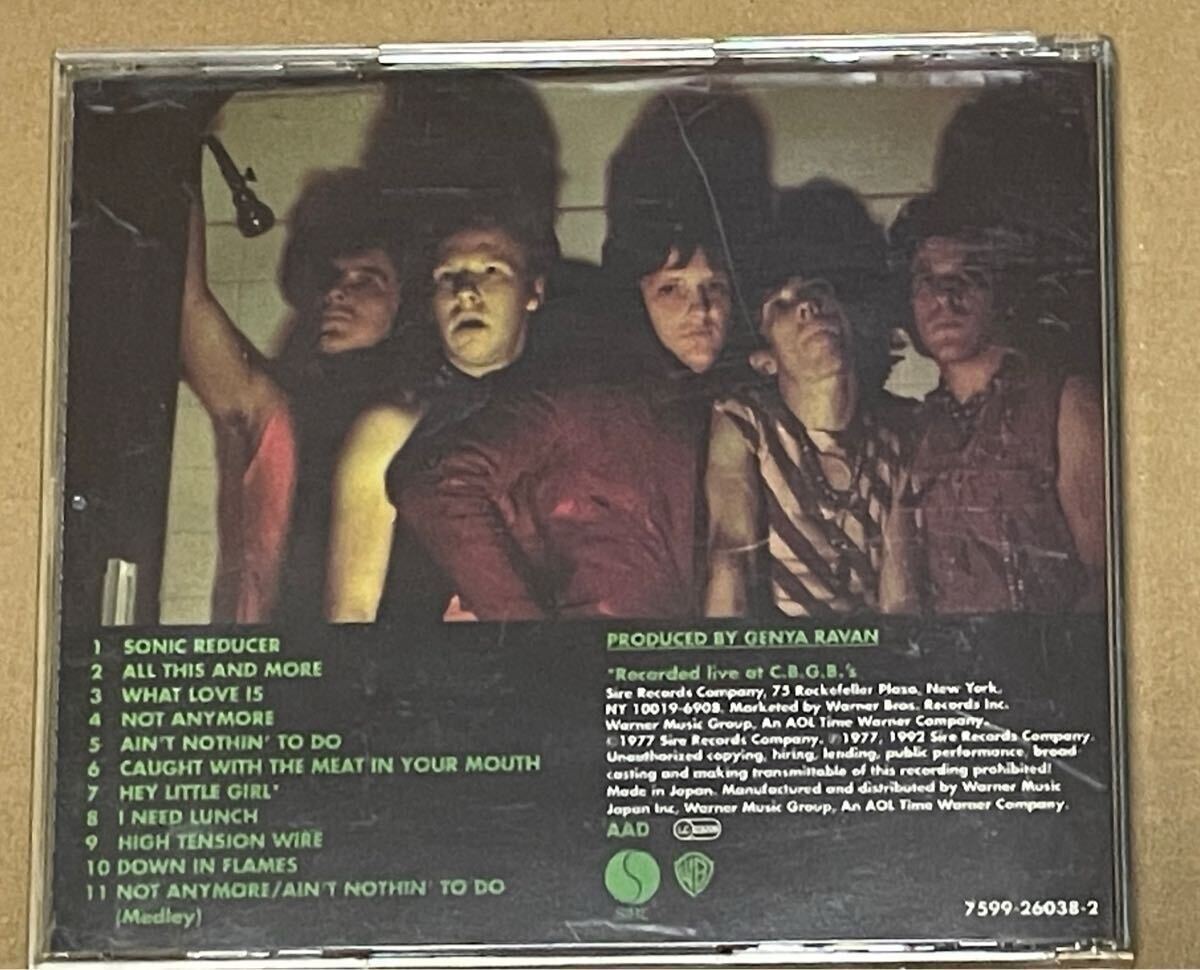 1 SONIC REDUCER
2 ALL THIS AND MORE
3 WHAT LOVE IS
4 NOT ANYMORE
5 AIN'T NOTHIN' TO DO
6 CAUGHT WITH THE MEAT IN YOUR MOUTH
7 HEY LITTLE GIRL*
8 I NEED LUNCH
9 HIGH TENSION WIRE
10 DOWN IN FLAMES
11 NOT ANYMORE/AIN'T NOTHIN' TO DO
(Medley)
PRODUCED BY GENYA RAVAN
*Recorded live at C.B.G.B.'s
Sire Records Company, 75 Rockefeller Plaza, New York,
NY 10019-6908. Marketed by Warner Bros. Records Inc.
Warner Music Group, An AOL Time Warner Company.
©1977 Sire Records Company. ℗1977, 1992 Sire Records Company.
Unauthorized copying, hiring, lending, public performance, broad
casting and making transmittable of this recording prohibited!
Made in Japan. Manufactured and distributed by Warner Music
Japan Inc, Warner Music Group, An AOL Time Warner Company.
AAD LC
SIRE WB
7599-26038-2